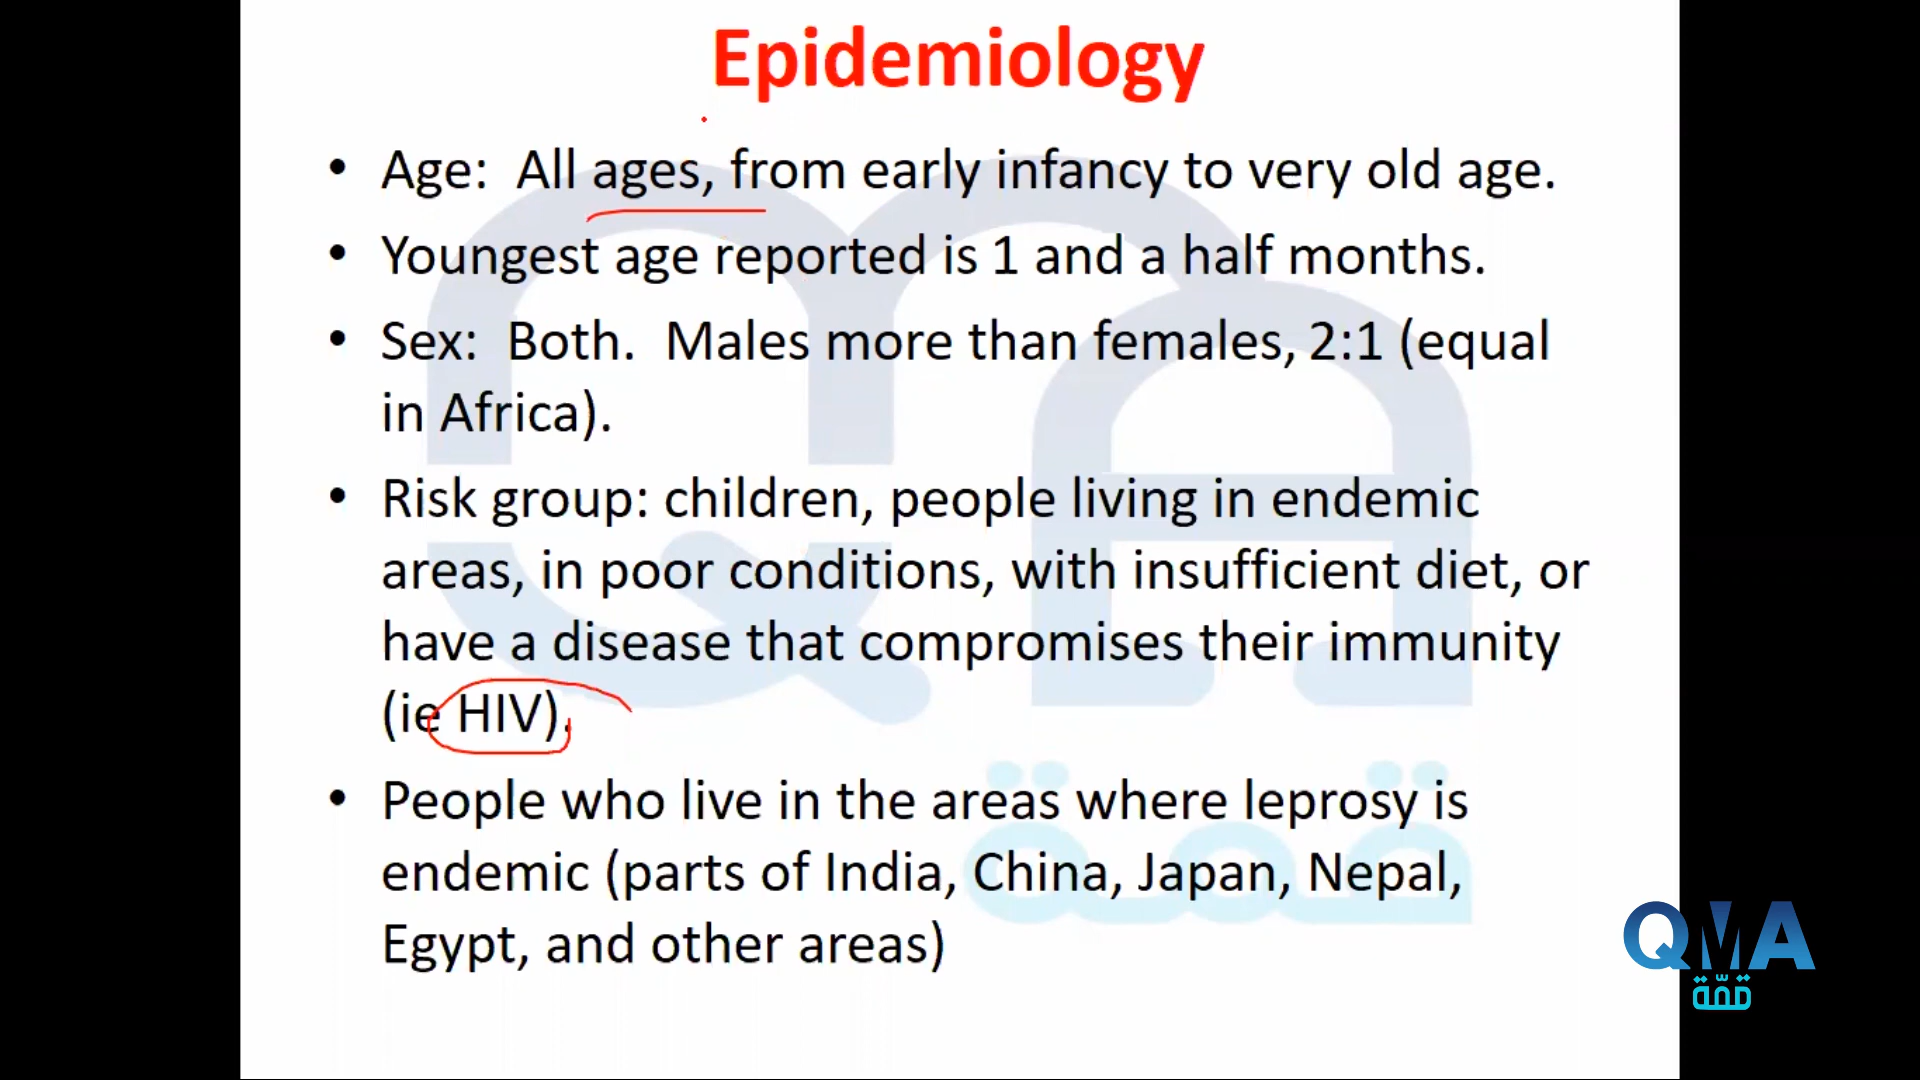 Epidemiology
• Age:  All ages, from early infancy to very old age.
• Youngest age reported is 1 and a half months.
• Sex:  Both.  Males more than females, 2:1 (equal
in Africa).
• Risk group: children, people living in endemic
areas, in poor conditions, with insufficient diet, or
have a disease that compromises their immunity
(ie HIV).
• People who live in the areas where leprosy is
endemic (parts of India, China, Japan, Nepal,
Egypt, and other areas)
QMA
قمّة
QMA
قمة